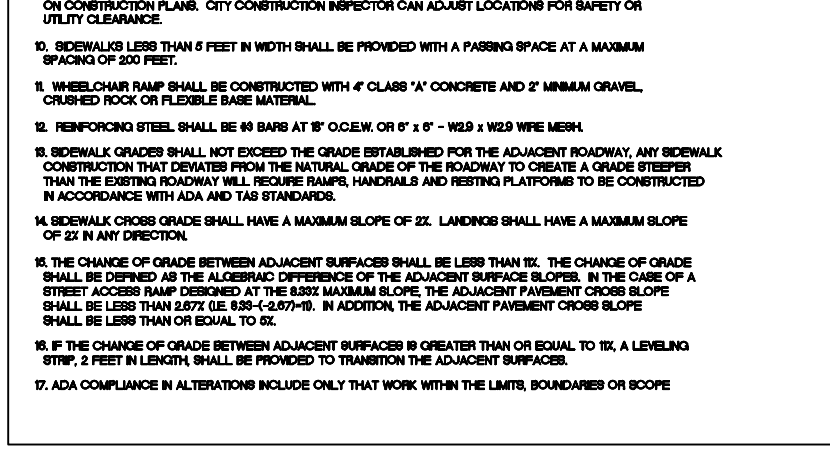 ON CONSTRUCTION PLANS. CITY CONSTRUCTION INSPECTOR CAN ADJUST LOCATIONS FOR SAFETY OR
UTILITY CLEARANCE.
10. SIDEWALKS LESS THAN 5 FEET IN WIDTH SHALL BE PROVIDED WITH A PASSING SPACE AT A MAXIMUM
SPACING OF 200 FEET.
11. WHEELCHAIR RAMP SHALL BE CONSTRUCTED WITH 4" CLASS "A" CONCRETE AND 2" MINIMUM GRAVEL,
CRUSHED ROCK OR FLEXIBLE BASE MATERIAL.
12. REINFORCING STEEL SHALL BE #3 BARS AT 18" O.C.E.W. OR 6" x 6" - W2.9 x W2.9 WIRE MESH.
13. SIDEWALK GRADES SHALL NOT EXCEED THE GRADE ESTABLISHED FOR THE ADJACENT ROADWAY, ANY SIDEWALK
CONSTRUCTION THAT DEVIATES FROM THE NATURAL GRADE OF THE ROADWAY TO CREATE A GRADE STEEPER
THAN THE EXISTING ROADWAY WILL REQUIRE RAMPS, HANDRAILS AND RESTING PLATFORMS TO BE CONSTRUCTED
IN ACCORDANCE WITH ADA AND TAS STANDARDS.
14. SIDEWALK CROSS GRADE SHALL HAVE A MAXIMUM SLOPE OF 2%. LANDINGS SHALL HAVE A MAXIMUM SLOPE
OF 2% IN ANY DIRECTION.
15. THE CHANGE OF GRADE BETWEEN ADJACENT SURFACES SHALL BE LESS THAN 11%. THE CHANGE OF GRADE
SHALL BE DEFINED AS THE ALGEBRAIC DIFFERENCE OF THE ADJACENT SURFACE SLOPES. IN THE CASE OF A
STREET ACCESS RAMP DESIGNED AT THE 8.33% MAXIMUM SLOPE, THE ADJACENT PAVEMENT CROSS SLOPE
SHALL BE LESS THAN 2.67% (I.E. 8.33-(-2.67)=11). IN ADDITION, THE ADJACENT PAVEMENT CROSS SLOPE
SHALL BE LESS THAN OR EQUAL TO 5%.
16. IF THE CHANGE OF GRADE BETWEEN ADJACENT SURFACES IS GREATER THAN OR EQUAL TO 11%, A LEVELING
STRIP, 2 FEET IN LENGTH, SHALL BE PROVIDED TO TRANSITION THE ADJACENT SURFACES.
17. ADA COMPLIANCE IN ALTERATIONS INCLUDE ONLY THAT WORK WITHIN THE LIMITS, BOUNDARIES OR SCOPE